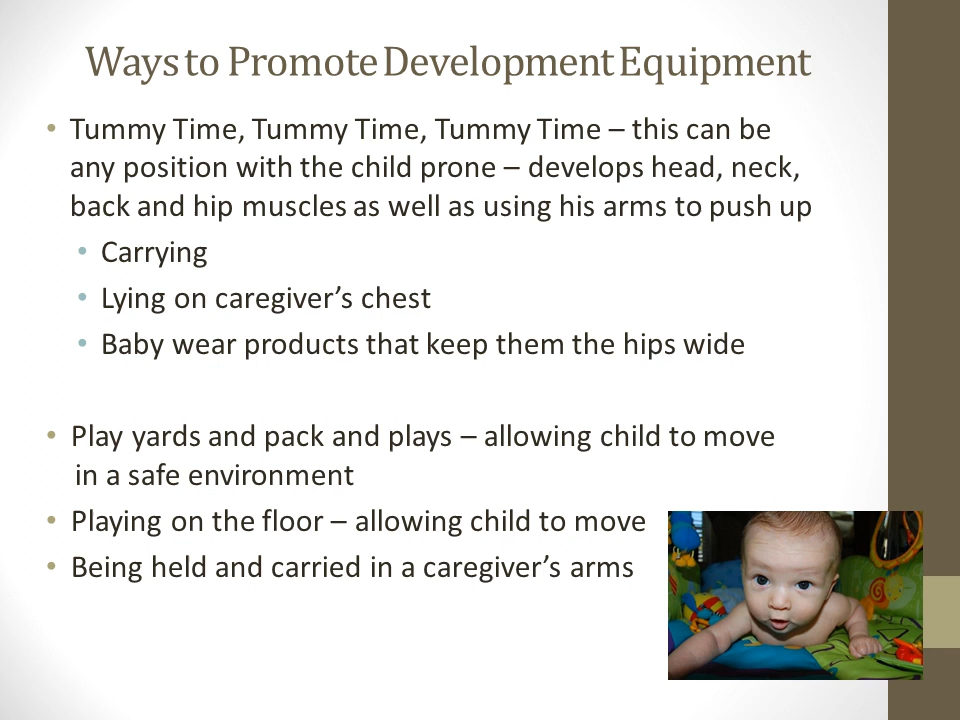 Ways to Promote Development Equipment
• Tummy Time, Tummy Time, Tummy Time – this can be
any position with the child prone – develops head, neck,
back and hip muscles as well as using his arms to push up
• Carrying
• Lying on caregiver’s chest
• Baby wear products that keep them the hips wide
• Play yards and pack and plays – allowing child to move
in a safe environment
• Playing on the floor – allowing child to move
• Being held and carried in a caregiver’s arms